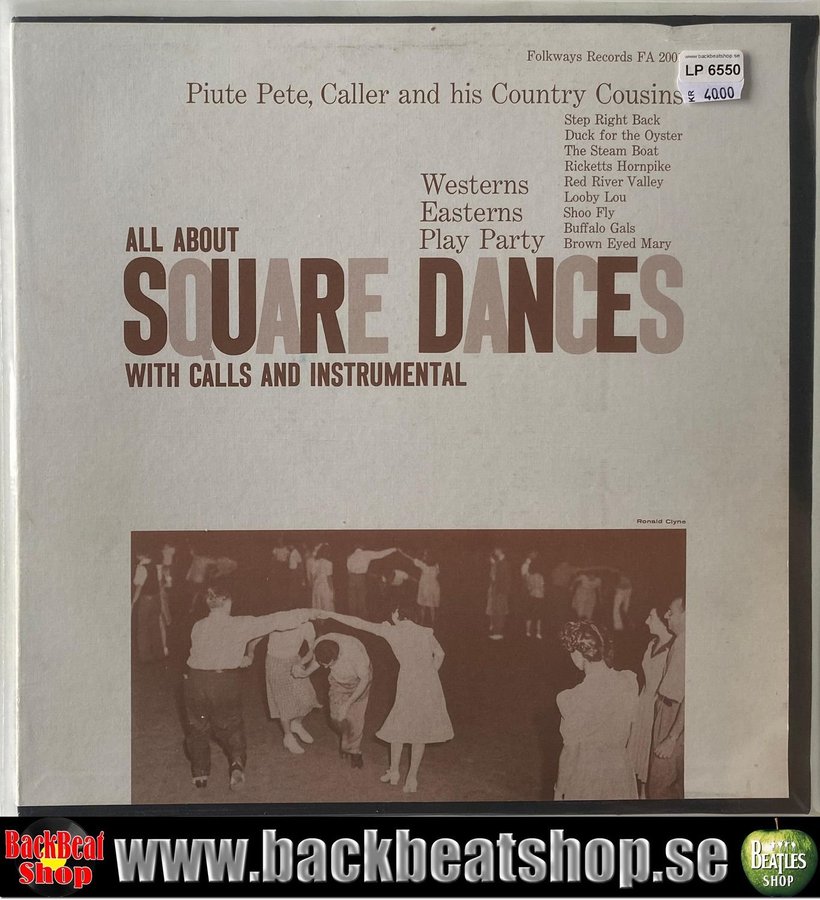 Folkways Records FA 200
www.backbeatshop.se
LP 6550
KR 4000
Piute Pete, Caller and his Country Cousins
Step Right Back
Duck for the Oyster
The Steam Boat
Ricketts Hornpike
Red River Valley
Looby Lou
Shoo Fly
Buffalo Gals
Brown Eyed Mary
Westerns
Easterns
Play Party
ALL ABOUT
SQUARE DANCES
WITH CALLS AND INSTRUMENTAL
Ronald Clyne
BackBeat
Shop
www.backbeatshop.se
BEATLES
SHOP